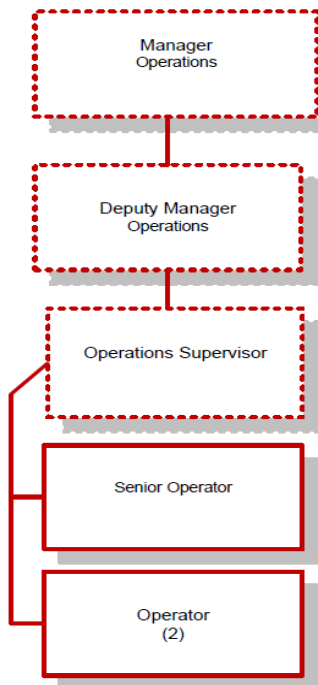 Manager
Operations
Deputy Manager
Operations
Operations Supervisor
Senior Operator
Operator
(2)